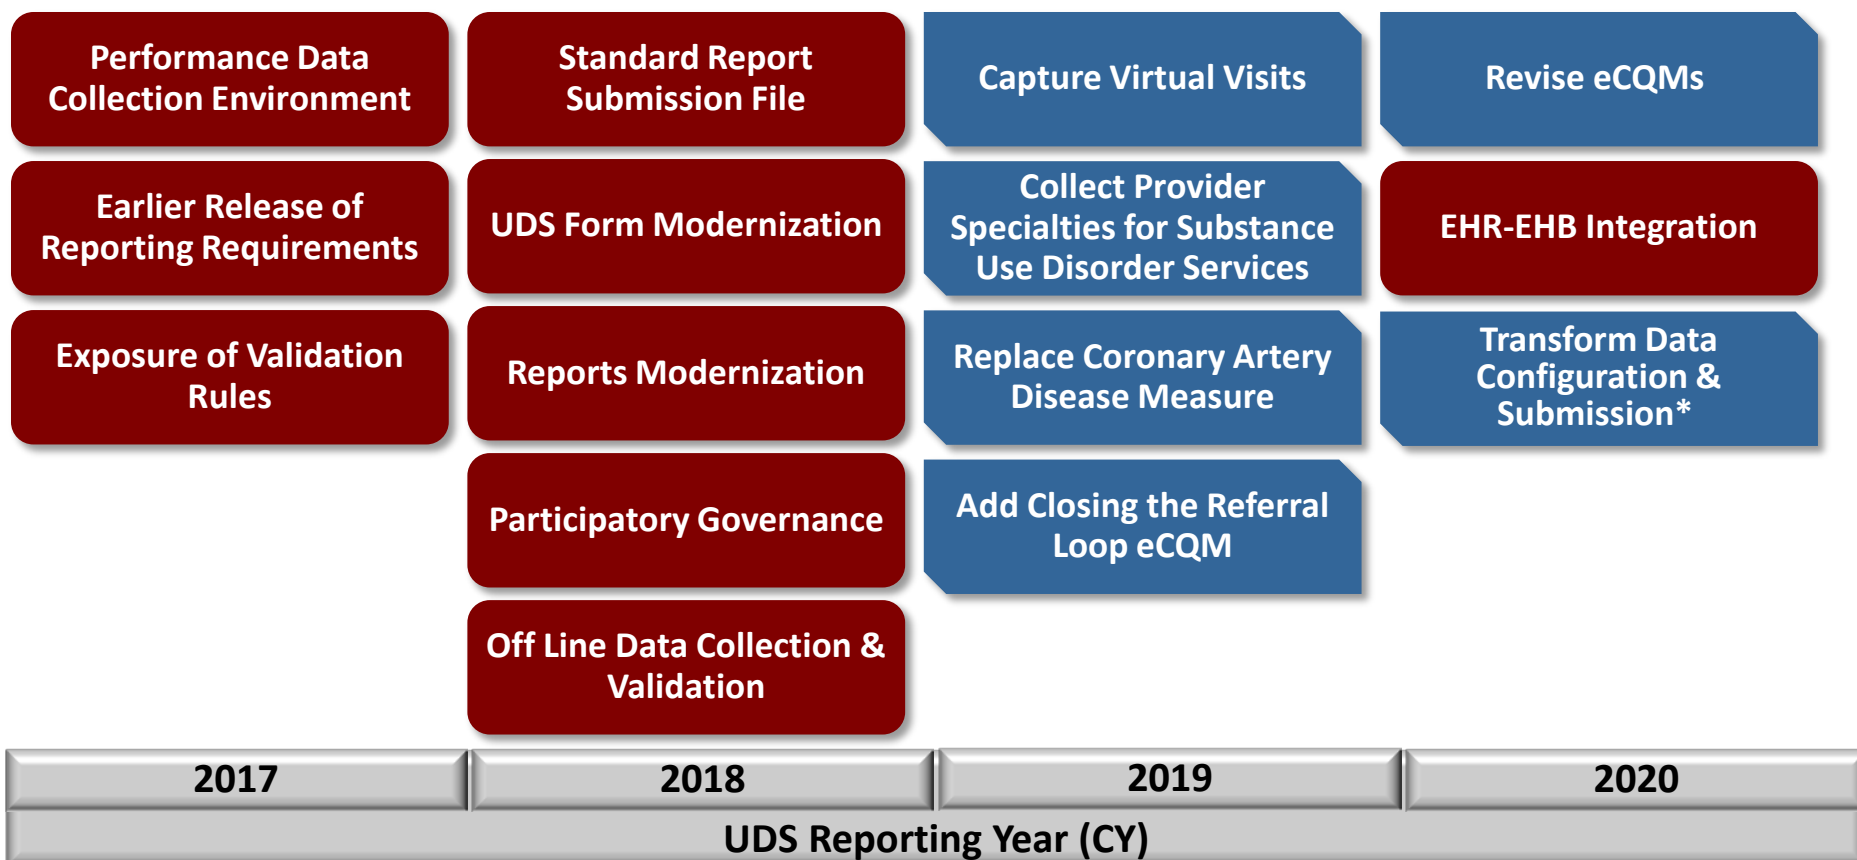 Performance Data
Collection Environment
Earlier Release of
Reporting Requirements
Exposure of Validation
Rules
Standard Report
Submission File
UDS Form Modernization
Reports Modernization
Participatory Governance
Off Line Data Collection &
Validation
Capture Virtual Visits
Collect Provider
Specialties for Substance
Use Disorder Services
Replace Coronary Artery
Disease Measure
Add Closing the Referral
Loop eCQM
Revise eCQMs
EHR-EHB Integration
Transform Data
Configuration &
Submission*
2017
2018
2019
2020
UDS Reporting Year (CY)